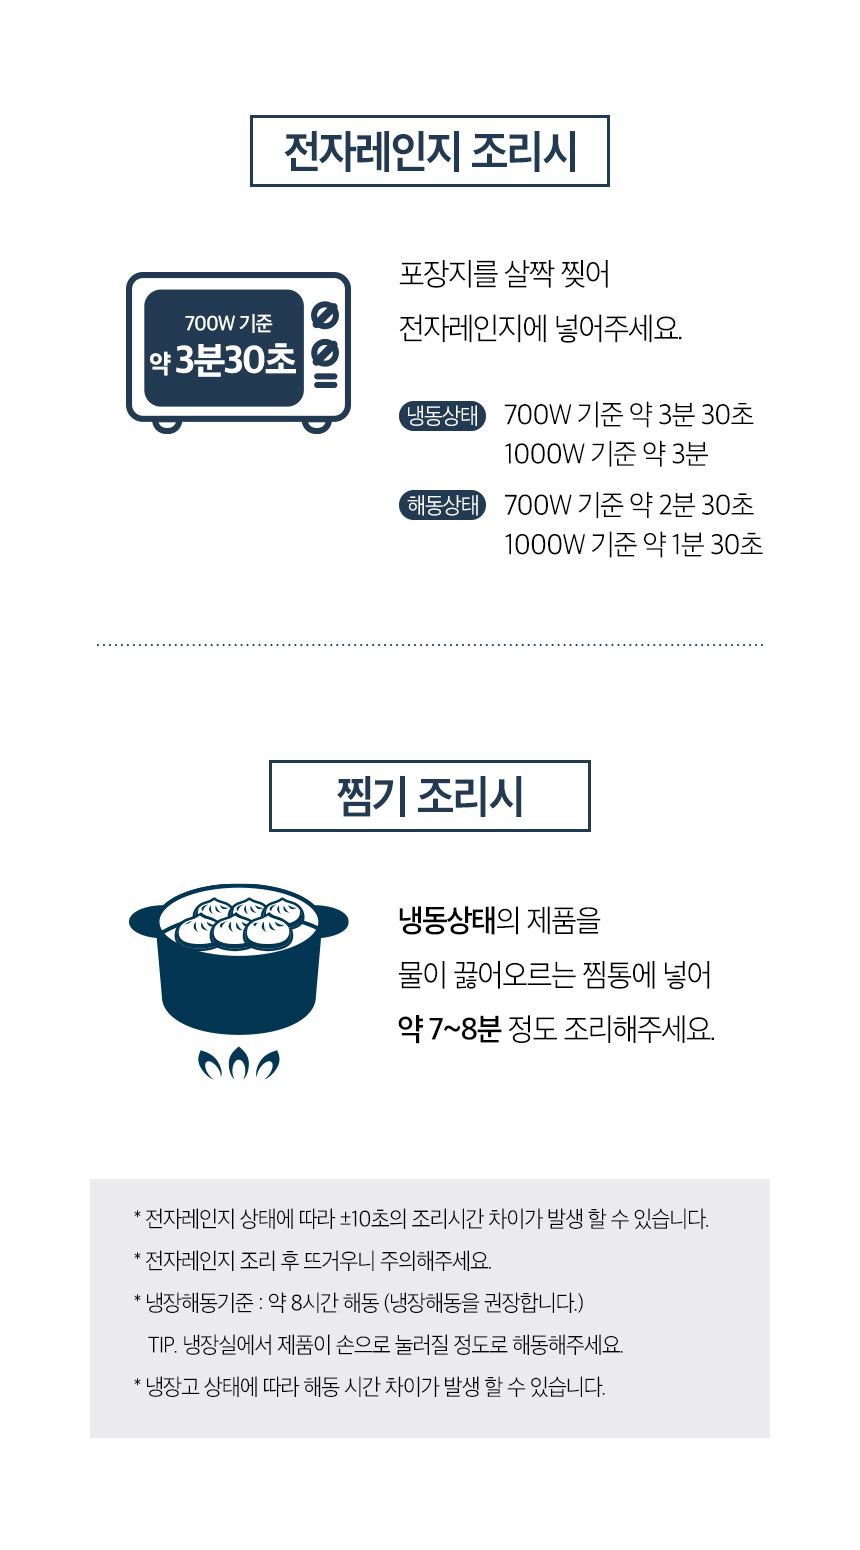 전자레인지 조리시
700W 기준
약 3분30초
포장지를 살짝 찢어
전자레인지에 넣어주세요.
냉동상태 700W 기준 약 3분 30초
1000W 기준 약 3분
해동상태 700W 기준 약 2분 30초
1000W 기준 약 1분 30초
찜기 조리시
냉동상태의 제품을
물이 끓어오르는 찜통에 넣어
약 7~8분 정도 조리해주세요.
* 전자레인지 상태에 따라 ±10초의 조리시간 차이가 발생 할 수 있습니다.
* 전자레인지 조리 후 뜨거우니 주의해주세요.
* 냉장해동기준 : 약 8시간 해동 (냉장해동을 권장합니다.)
TIP. 냉장실에서 제품이 손으로 눌러질 정도로 해동해주세요.
* 냉장고 상태에 따라 해동 시간 차이가 발생 할 수 있습니다.